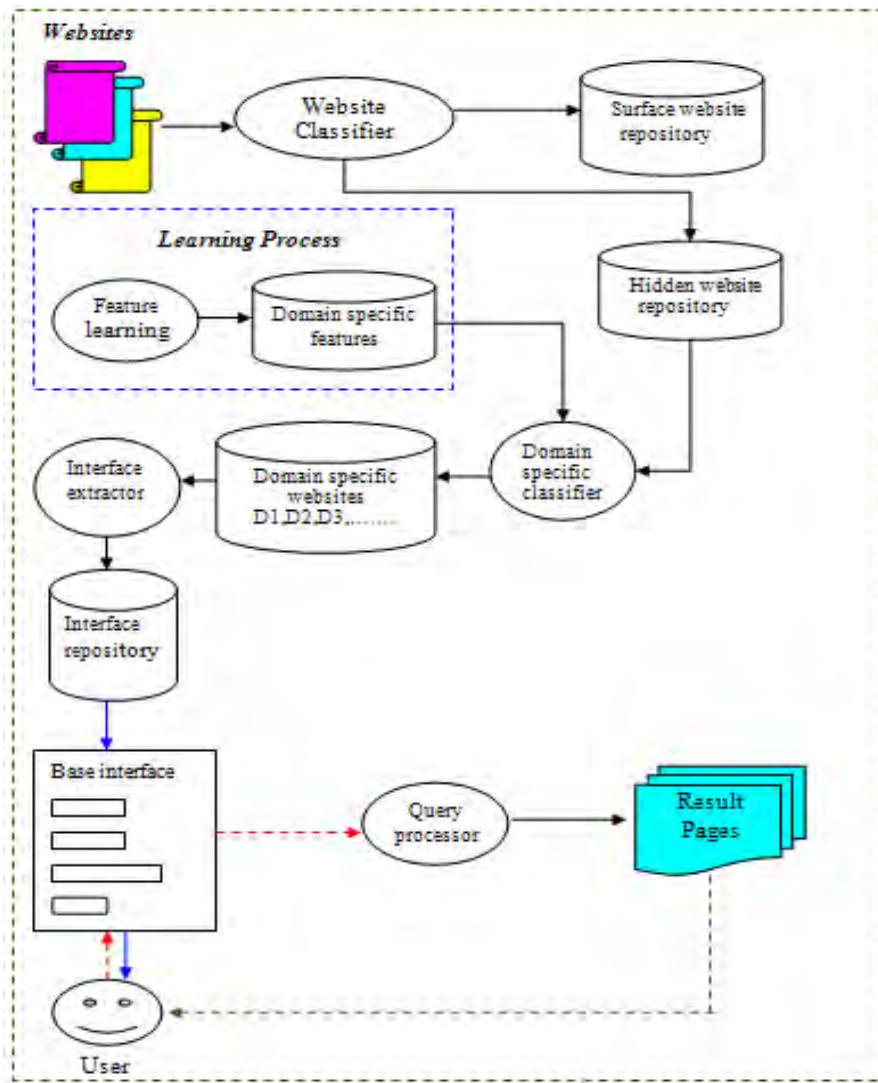 Websites
Website
Classifier
Surface website
repository
Learning Process
Feature
learning
Domain specific
features
Hidden website
repository
Interface
extractor
Domain specific
websites
D1,D2,D3,........
Domain
specific
classifier
Interface
repository
Base interface
Query
processor
Result
Pages
User